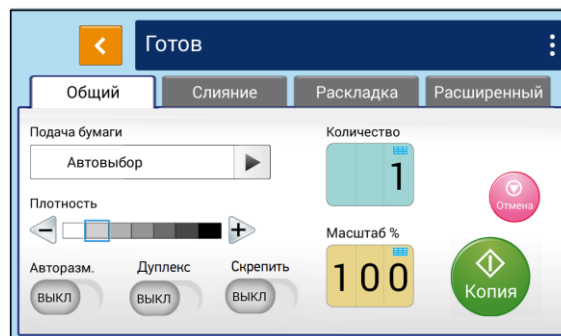 Готов
Общий Слияние Раскладка Расширенный
Подача бумаги
Автовыбор
Количество
1
Отмена
Плотность
Масштаб %
100
Авторазм. Дуплекс Скрепить
ВЫКЛ ВЫКЛ ВЫКЛ
Копия